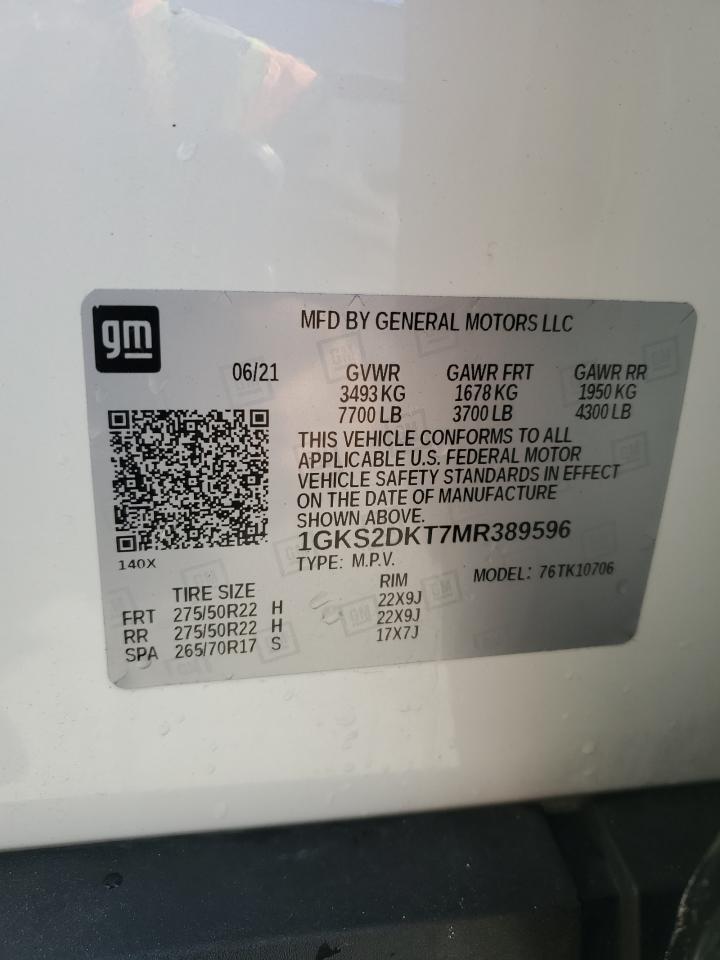 gm
MFD BY GENERAL MOTORS LLC
06/21 GVWR GAWR FRT GAWR RR
3493 KG 1678 KG 1950 KG
7700 LB 3700 LB 4300 LB
THIS VEHICLE CONFORMS TO ALL
APPLICABLE U.S. FEDERAL MOTOR
VEHICLE SAFETY STANDARDS IN EFFECT
ON THE DATE OF MANUFACTURE
SHOWN ABOVE.
1GKS2DKT7MR389596
140X
TYPE: M.P.V. MODEL: 76TK10706
TIRE SIZE RIM
FRT 275/50R22 H 22X9J
RR 275/50R22 H 22X9J
SPA 265/70R17 S 17X7J